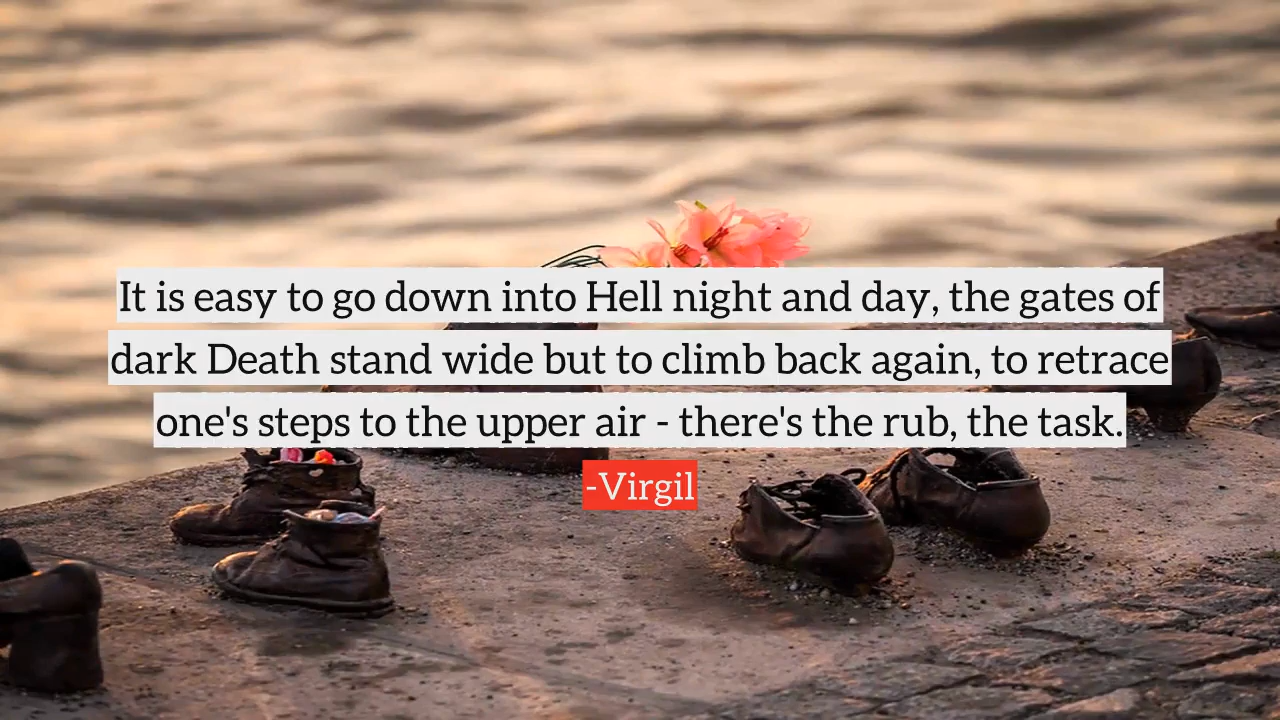 It is easy to go down into Hell night and day, the gates of
dark Death stand wide but to climb back again, to retrace
one's steps to the upper air - there's the rub, the task.
-Virgil